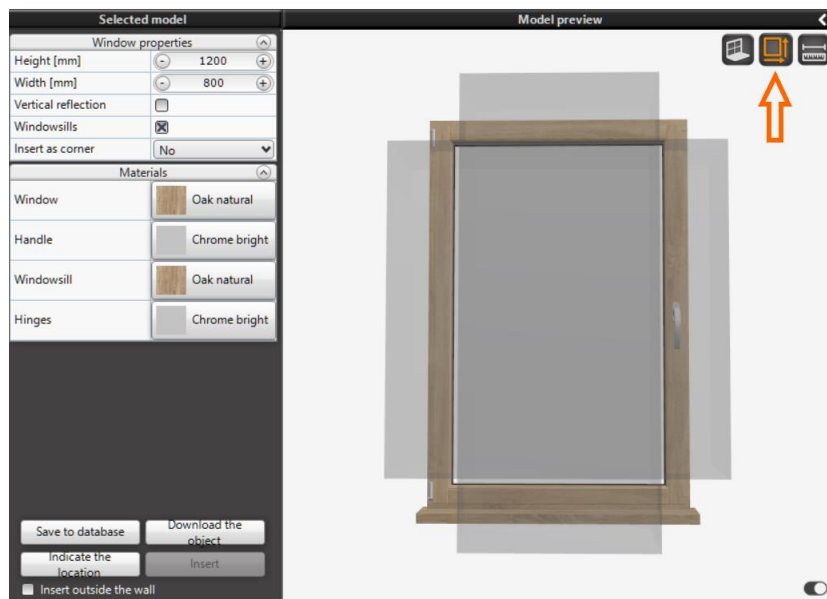 Selected model
Model preview
Window properties
Height [mm] - 1200 +
Width [mm] - 800 +
Vertical reflection
Windowsills
Insert as corner No
Materials
Window Oak natural
Handle Chrome bright
Windowsill Oak natural
Hinges Chrome bright
Save to database
Download the
object
Indicate the
location
Insert
Insert outside the wall